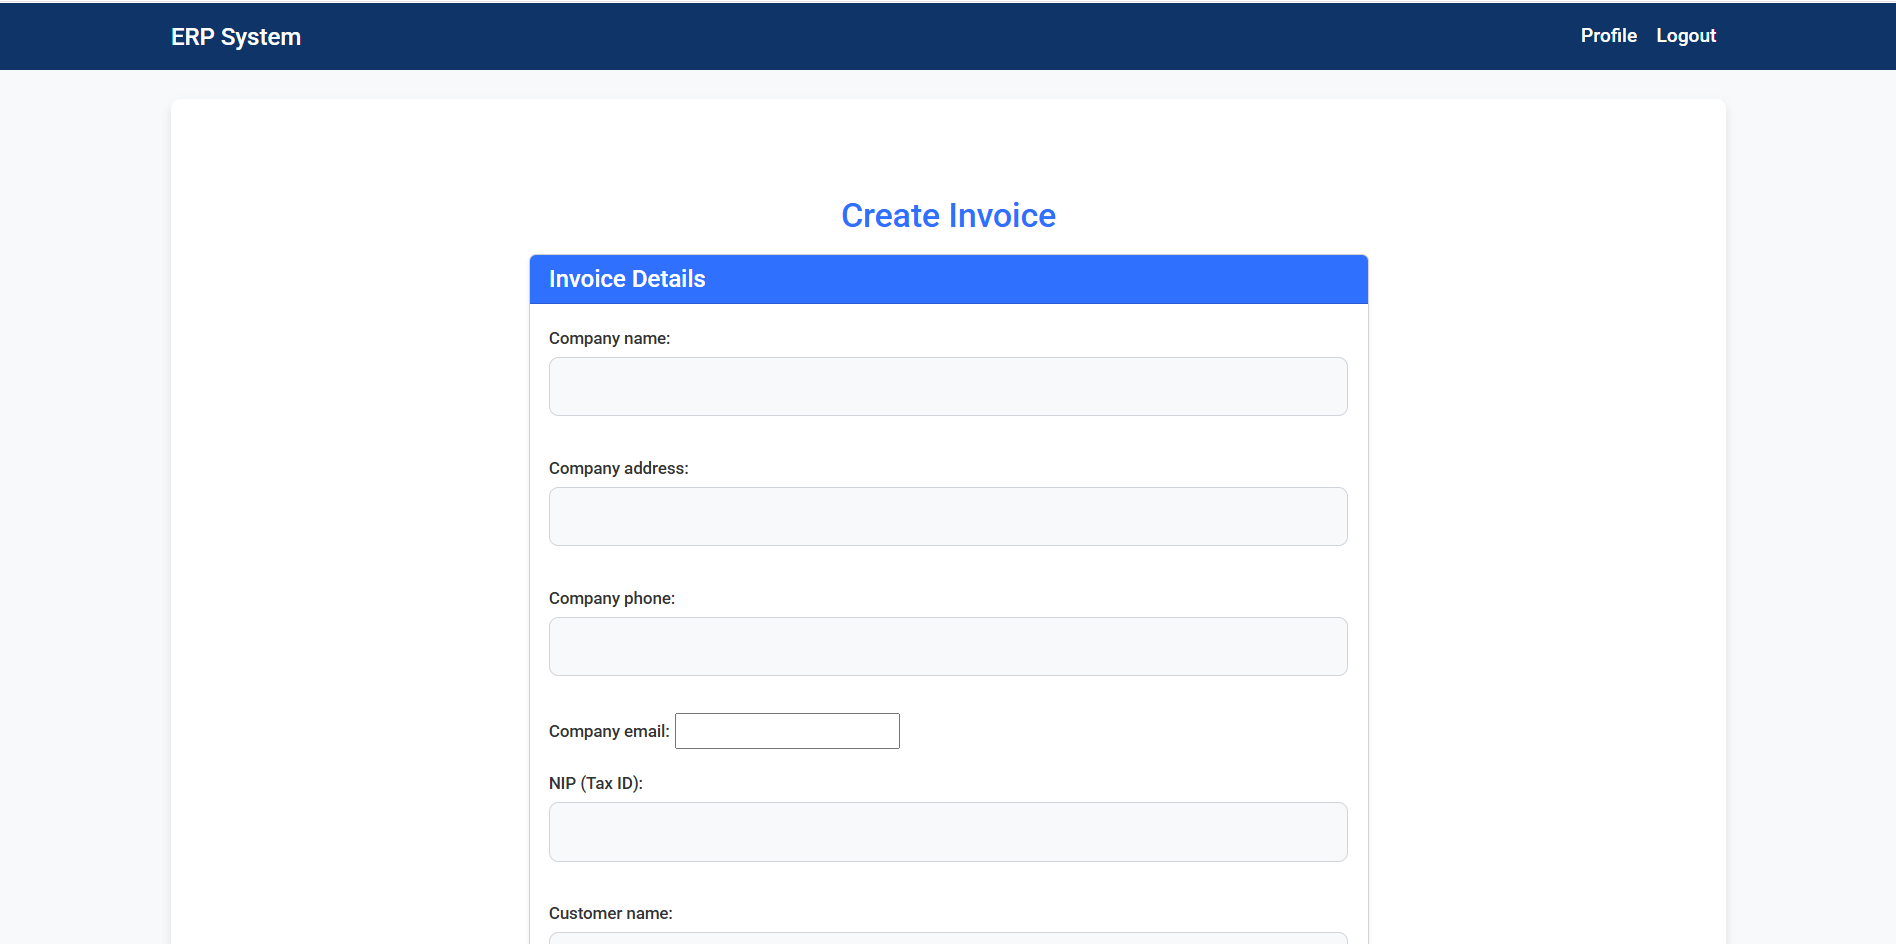 ERP System
Profile Logout
Create Invoice
Invoice Details
Company name:
Company address:
Company phone:
Company email:
NIP (Tax ID):
Customer name: